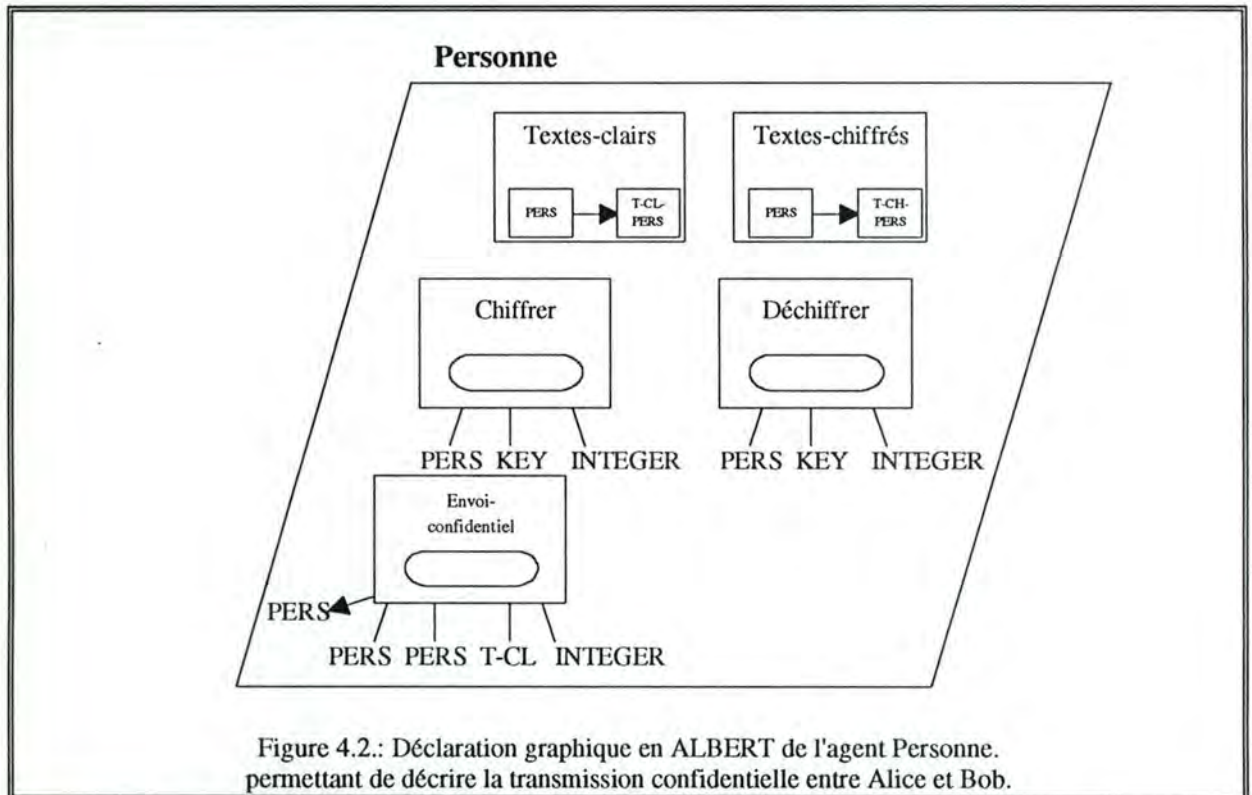 Personne
Textes-clairs
Textes-chiffrés
PERS
T-CL-
PERS
PERS
T-CH-
PERS
Chiffrer
Déchiffrer
PERS KEY INTEGER
PERS KEY INTEGER
Envoi-
confidentiel
PERS
PERS PERS T-CL INTEGER
Figure 4.2.: Déclaration graphique en ALBERT de l'agent Personne.
permettant de décrire la transmission confidentielle entre Alice et Bob.